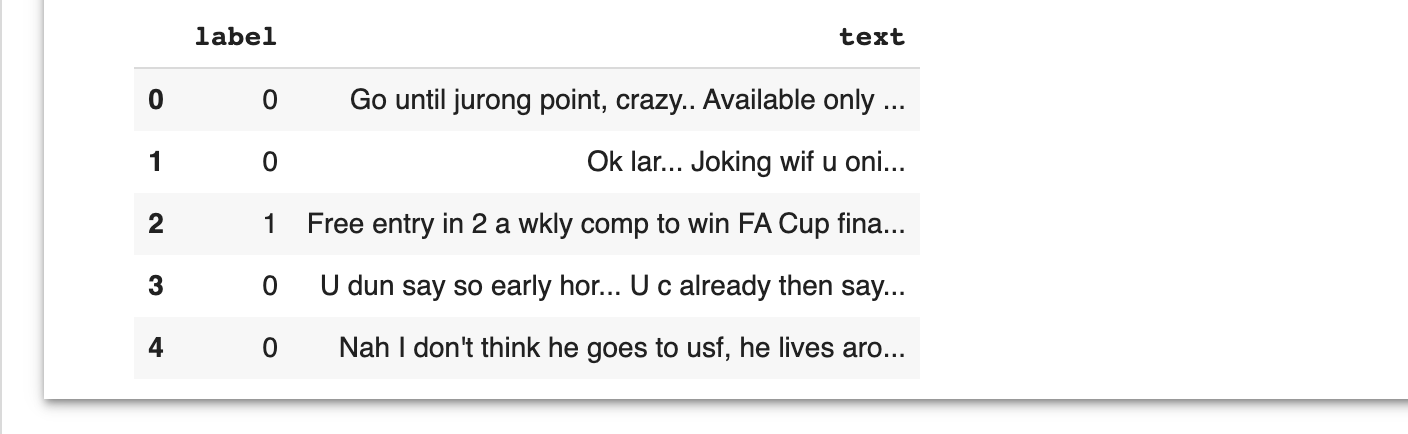 label text
0 0 Go until jurong point, crazy.. Available only ...
1 0 Ok lar... Joking wif u oni...
2 1 Free entry in 2 a wkly comp to win FA Cup fina...
3 0 U dun say so early hor... U c already then say...
4 0 Nah I don't think he goes to usf, he lives aro...